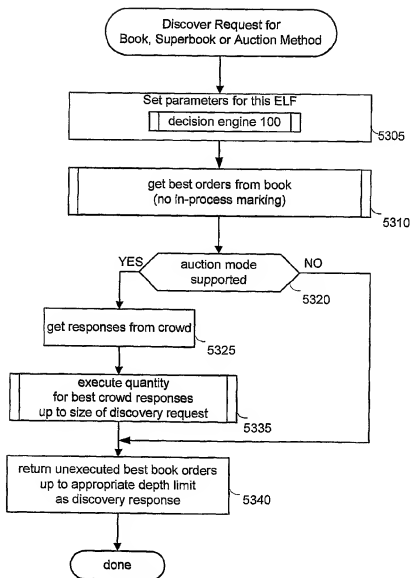 Discover Request for
Book, Superbook or Auction Method
Set parameters for this ELF
decision engine 100
5305
get best orders from book
(no in-process marking)
5310
YES
auction mode
supported
NO
5320
get responses from crowd
5325
execute quantity
for best crowd responses
up to size of discovery request
5335
return unexecuted best book orders
up to appropriate depth limit
as discovery response
5340
done